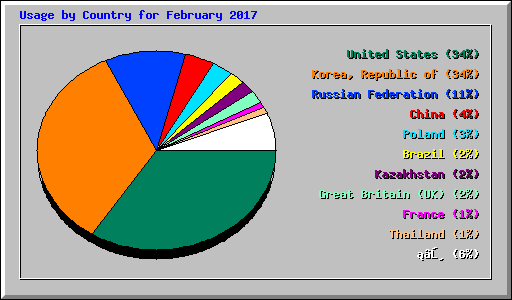 Usage by Country for February 2017
United States (34%)
Korea, Republic of (34%)
Russian Federation (11%)
China (4%)
Poland (3%)
Brazil (2%)
Kazakhstan (2%)
Great Britain (UK) (2%)
France (1%)
Thailand (1%)
(6%)